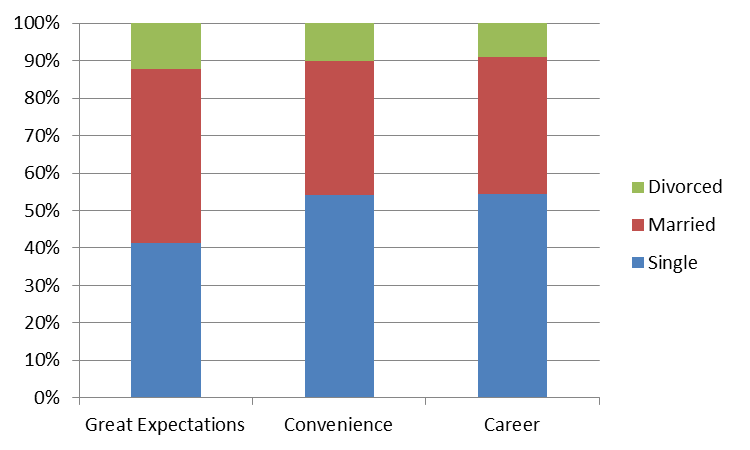 100%
90%
80%
70%
60%
50%
40%
30%
20%
10%
0%
Great Expectations
Convenience
Career
Divorced
Married
Single